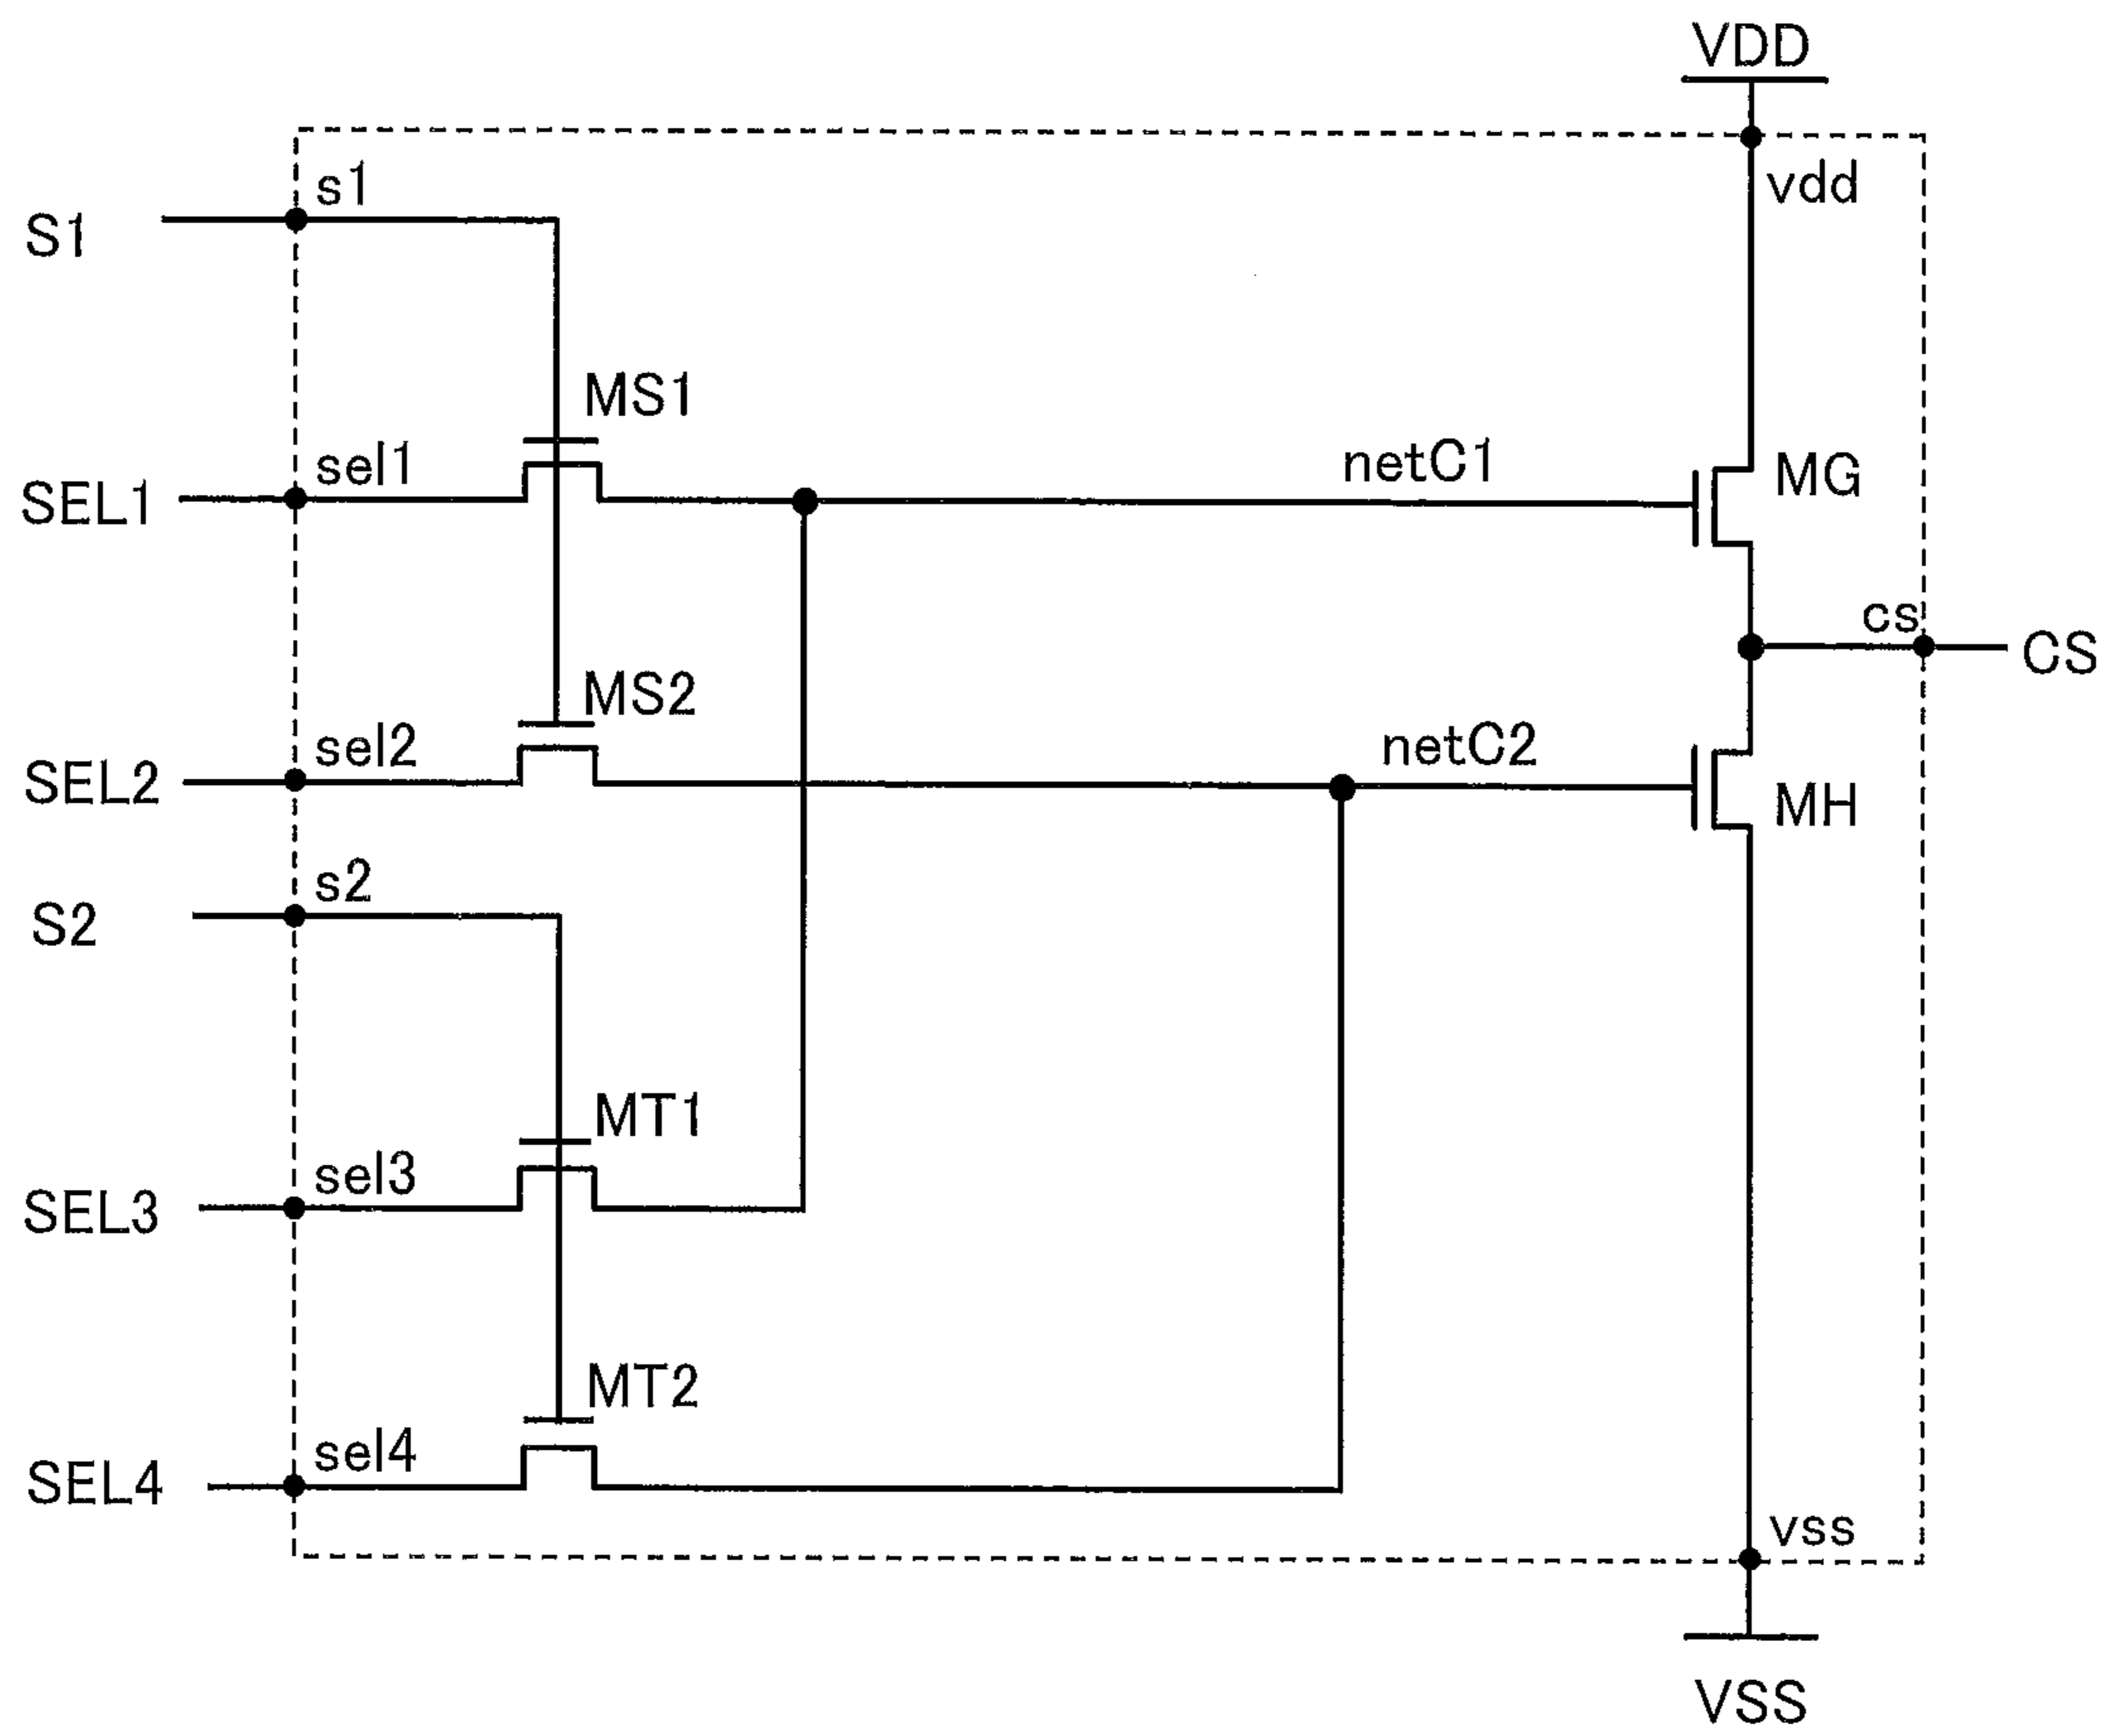 VDD
vdd
s1
S1
MS1
sel1
SEL1
netC1
MG
cs
CS
MS2
sel2
SEL2
netC2
MH
s2
S2
MT1
sel3
SEL3
MT2
sel4
SEL4
vss
VSS